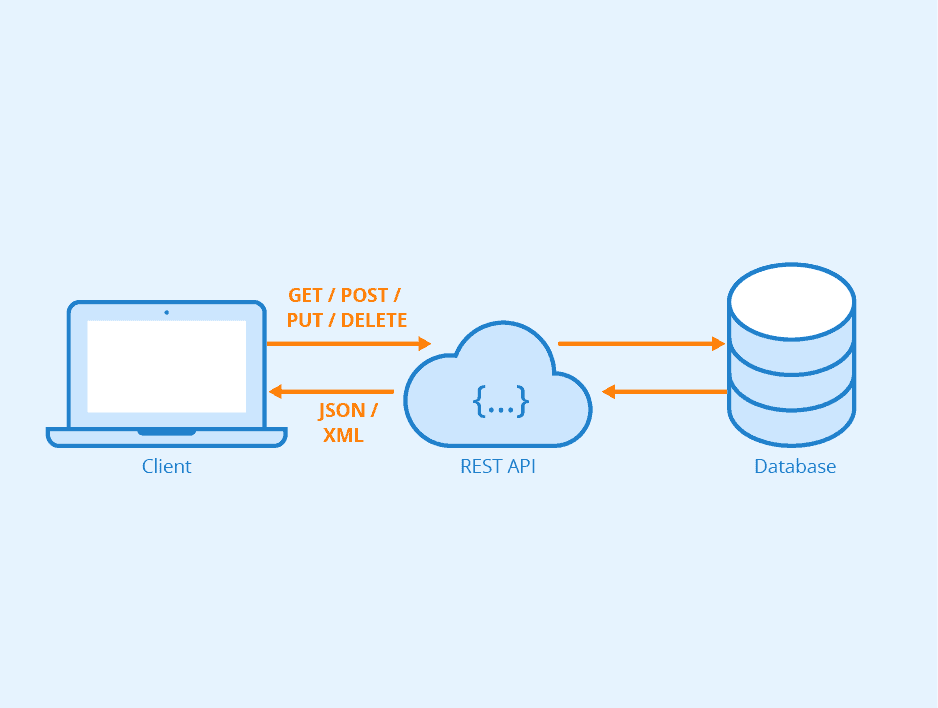 GET / POST /
PUT / DELETE
{...}
JSON /
XML
Client
REST API
Database